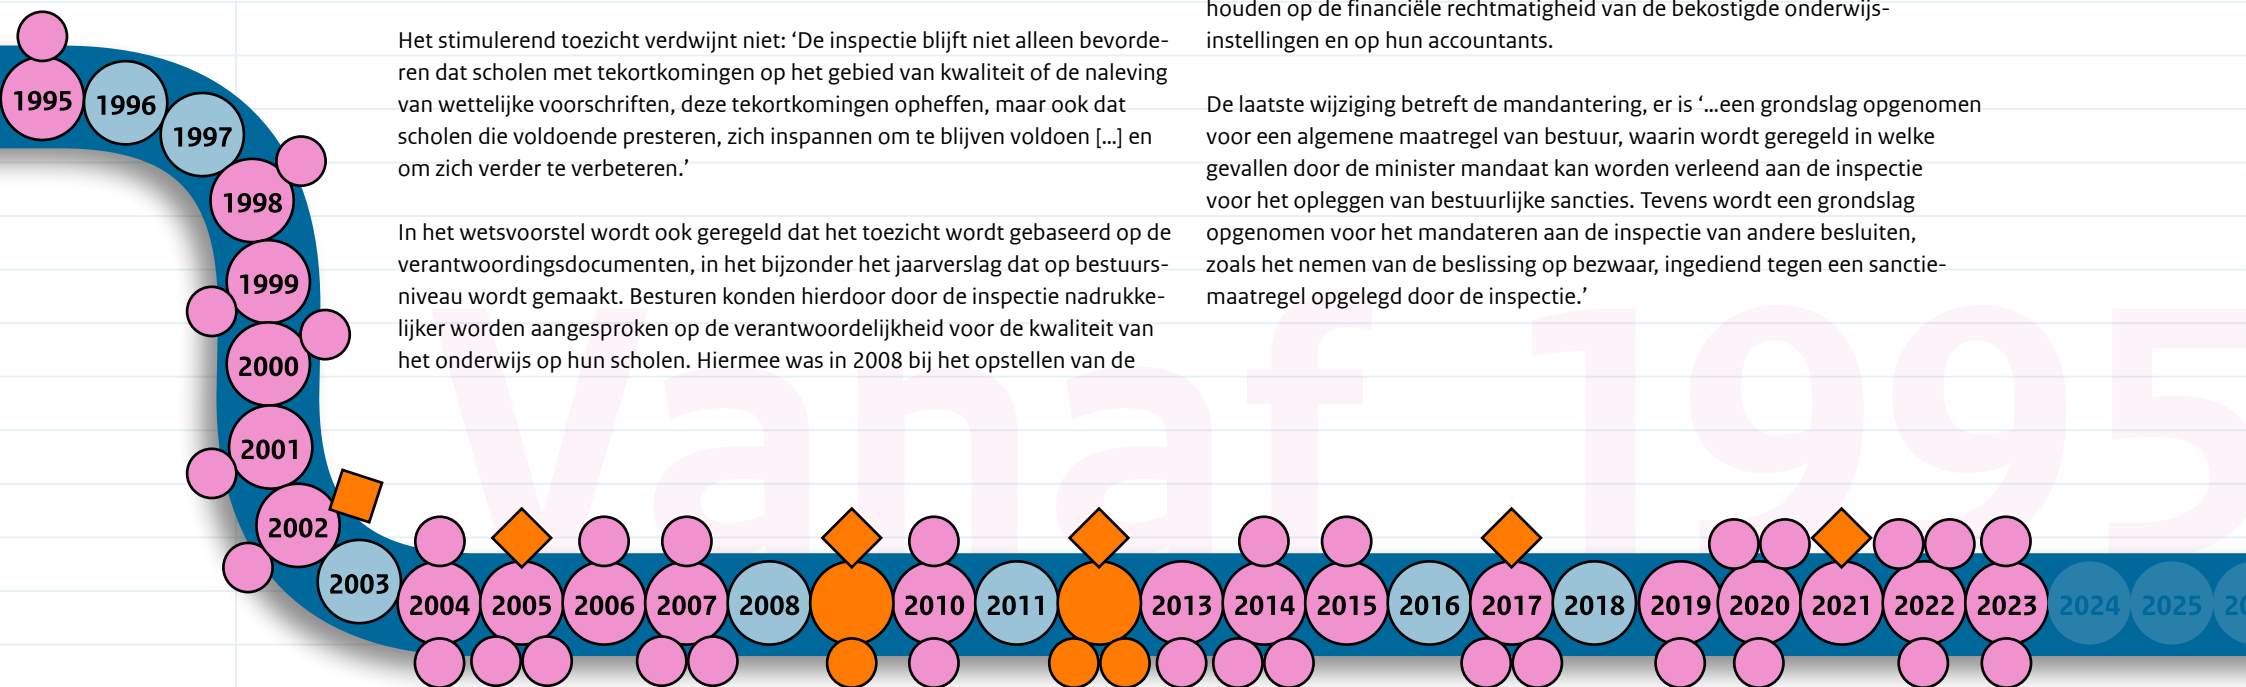 Het stimulerend toezicht verdwijnt niet: ‘De inspectie blijft niet alleen bevorde-
ren dat scholen met tekortkomingen op het gebied van kwaliteit of de naleving
van wettelijke voorschriften, deze tekortkomingen opheffen, maar ook dat
scholen die voldoende presteren, zich inspannen om te blijven voldoen [...] en
om zich verder te verbeteren.’
In het wetsvoorstel wordt ook geregeld dat het toezicht wordt gebaseerd op de
verantwoordingsdocumenten, in het bijzonder het jaarverslag dat op bestuurs-
niveau wordt gemaakt. Besturen konden hierdoor door de inspectie nadrukke-
lijker worden aangesproken op de verantwoordelijkheid voor de kwaliteit van
het onderwijs op hun scholen. Hiermee was in 2008 bij het opstellen van de
houden op de financiële rechtmatigheid van de bekostigde onderwijs-
instellingen en op hun accountants.
De laatste wijziging betreft de mandantering, er is ‘...een grondslag opgenomen
voor een algemene maatregel van bestuur, waarin wordt geregeld in welke
gevallen door de minister mandaat kan worden verleend aan de inspectie
voor het opleggen van bestuurlijke sancties. Tevens wordt een grondslag
opgenomen voor het mandateren aan de inspectie van andere besluiten,
zoals het nemen van de beslissing op bezwaar, ingediend tegen een sanctie-
maatregel opgelegd door de inspectie.’
Vanaf 1995
1995
1996
1997
1998
1999
2000
2001
2002
2003
2004
2005
2006
2007
2008
2010
2011
2013
2014
2015
2016
2017
2018
2019
2020
2021
2022
2023
2024
2025